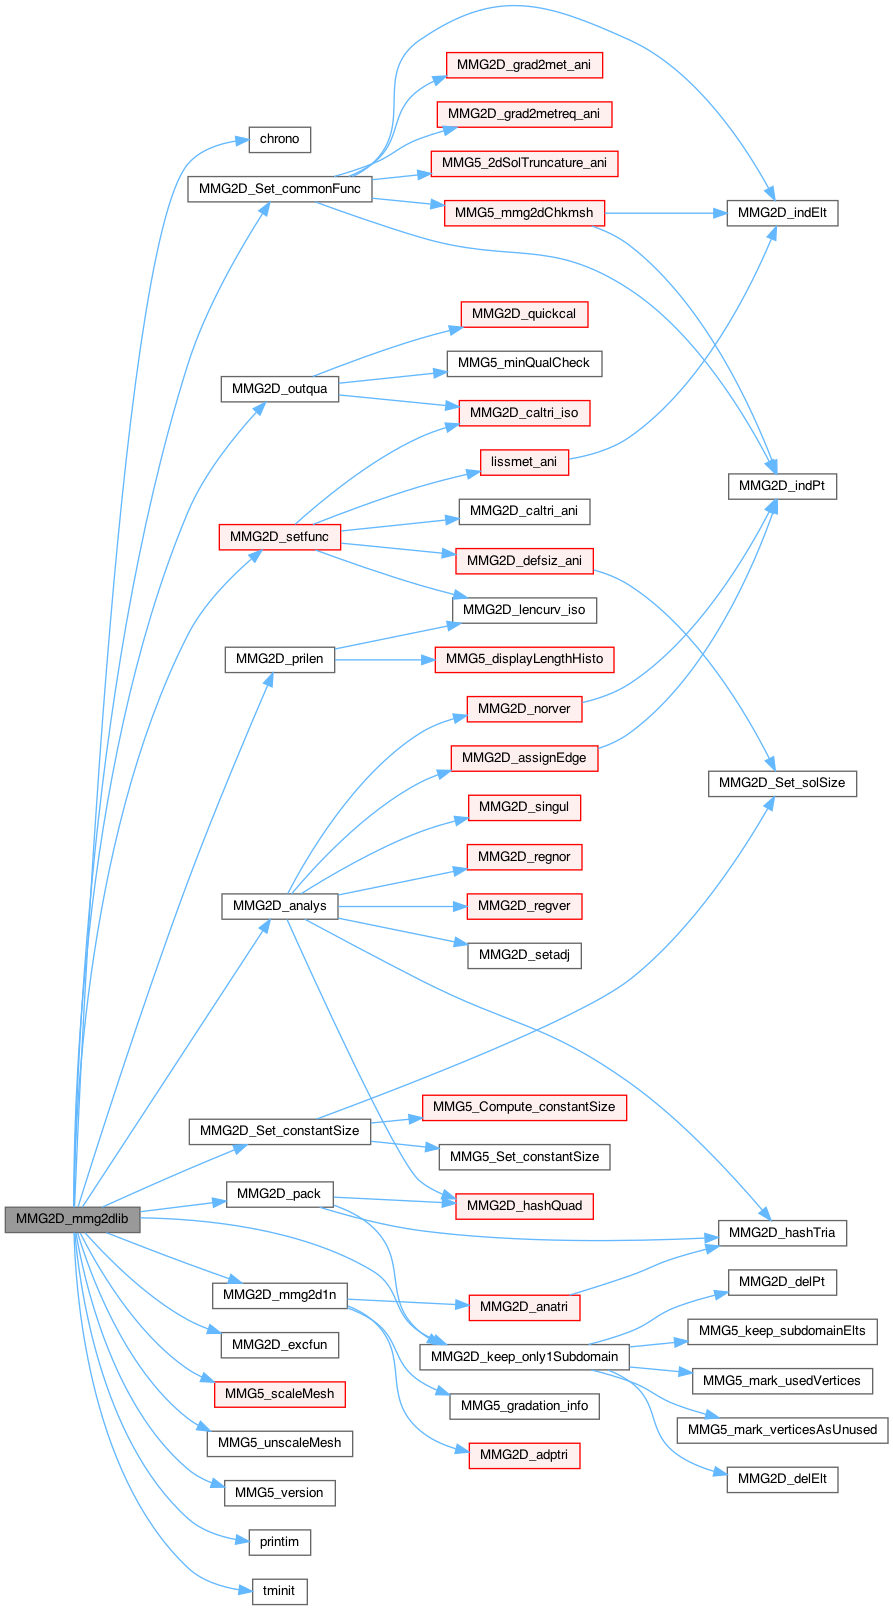 MMG2D_grad2met_ani
MMG2D_grad2metreq_ani
chrono
MMG5_2dSolTruncature_ani
MMG2D_Set_commonFunc
MMG5_mmg2dChkmsh
MMG2D_indElt
MMG2D_quickcal
MMG5_minQualCheck
MMG2D_outqua
MMG2D_caltri_iso
lissmet_ani
MMG2D_indPt
MMG2D_caltri_ani
MMG2D_setfunc
MMG2D_defsiz_ani
MMG2D_lencurv_iso
MMG2D_prilen
MMG5_displayLengthHisto
MMG2D_norver
MMG2D_assignEdge
MMG2D_Set_solSize
MMG2D_singul
MMG2D_regnor
MMG2D_analys
MMG2D_regver
MMG2D_setadj
MMG5_Compute_constantSize
MMG2D_Set_constantSize
MMG5_Set_constantSize
MMG2D_pack
MMG2D_hashQuad
MMG2D_mmg2dlib
MMG2D_hashTria
MMG2D_delPt
MMG2D_mmg2d1n
MMG2D_anatri
MMG5_keep_subdomainElts
MMG2D_excfun
MMG2D_keep_only1Subdomain
MMG5_mark_usedVertices
MMG5_scaleMesh
MMG5_gradation_info
MMG5_mark_verticesAsUnused
MMG5_unscaleMesh
MMG2D_adptri
MMG2D_delElt
MMG5_version
printim
tminit